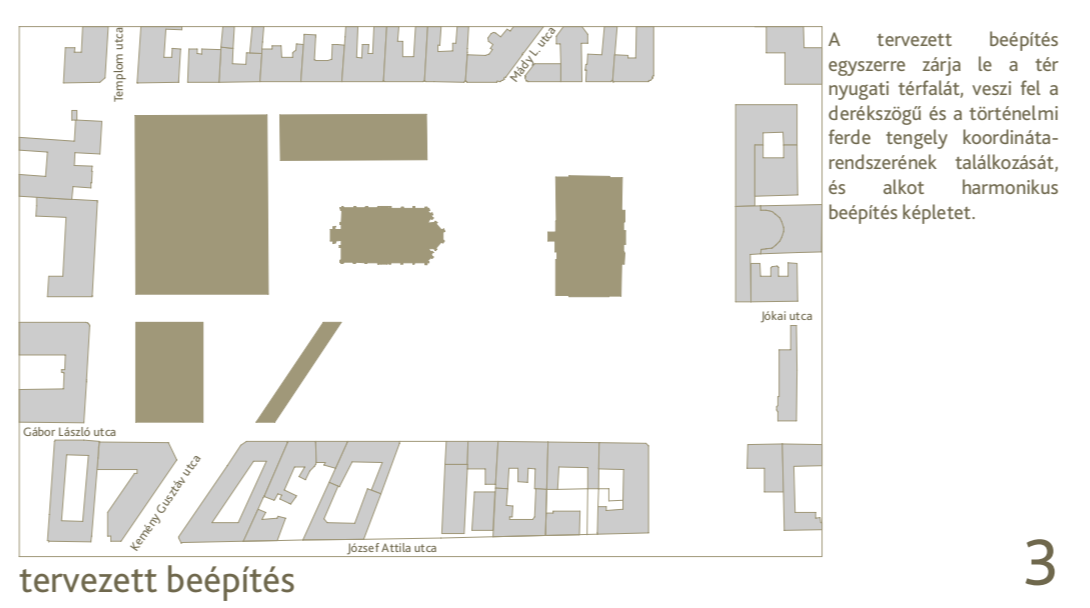 Templom utca
Mády L. utca
A tervezett beépítés
egyszerre zárja le a tér
nyugati térfalát, veszi fel a
derékszögű és a történelmi
ferde tengely koordináta-
rendszerének találkozását,
és alkot harmonikus
beépítés képletet.
Jókai utca
Gábor László utca
Kemény Gusztáv utca
József Attila utca
tervezett beépítés
3